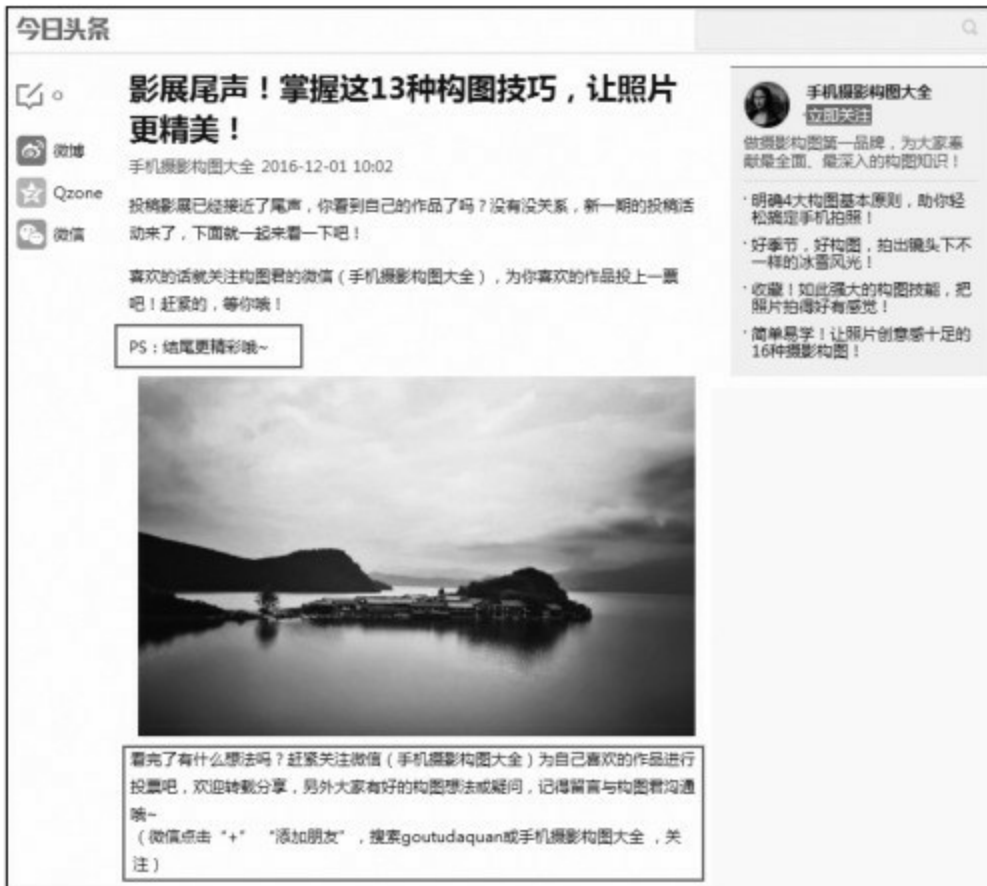 今日头条
影展尾声！掌握这13种构图技巧，让照片
更精美！
手机摄影构图大全 2016-12-01 10:02
0
微博
Qzone
微信
投稿影展已经接近了尾声，你看到自己的作品了吗？没有没关系，新一期的投稿活
动来了，下面就一起来看一下吧！
喜欢的话就关注构图君的微信（手机摄影构图大全），为你喜欢的作品投上一票
吧！赶紧的，等你哦！
PS：结尾更精彩哦~
看完了有什么想法吗？赶紧关注微信（手机摄影构图大全）为自己喜欢的作品进行
投票吧，欢迎转载分享，另外大家有好的构图想法或疑问，记得留言与构图君沟通
哦~
（微信点击“+” “添加朋友”，搜索goutudaquan或手机摄影构图大全 ，关
注）
手机摄影构图大全
立即关注
做摄影构图第一品牌，为大家奉
献最全面、最深入的构图知识！
· 明确4大构图基本原则，助你轻
松搞定手机拍照！
· 好季节，好构图，拍出镜头下不
一样的冰雪风光！
· 收藏！如此强大的构图技能，把
照片拍得好有感觉！
· 简单易学！让照片创意感十足的
16种摄影构图！